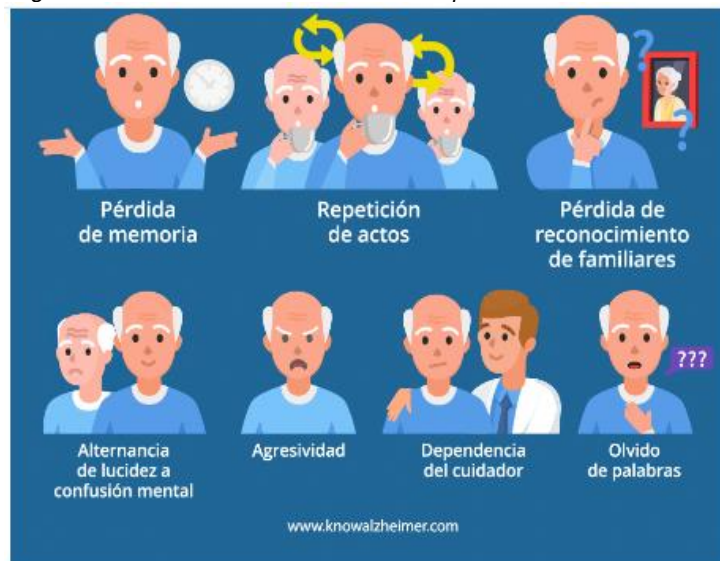 Pérdida
de memoria
Repetición
de actos
Pérdida de
reconocimiento
de familiares
???
Alternancia
de lucidez a
confusión mental
Agresividad
Dependencia
del cuidador
Olvido
de palabras
www.knowalzheimer.com